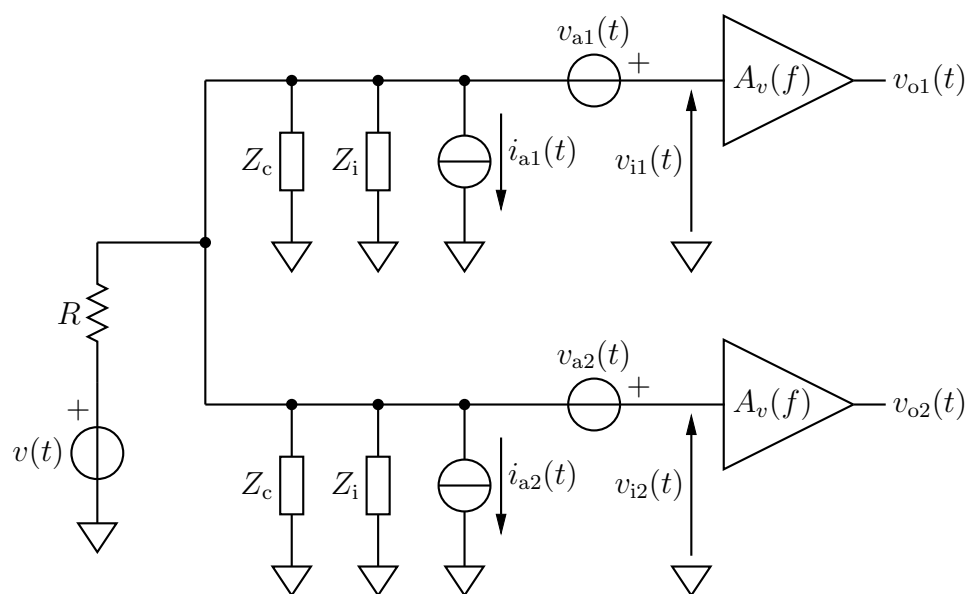 v_a1(t)
+
A_v(f)
v_o1(t)
Z_c
Z_i
i_a1(t)
v_i1(t)
R
v_a2(t)
+
A_v(f)
v_o2(t)
+
v(t)
Z_c
Z_i
i_a2(t)
v_i2(t)